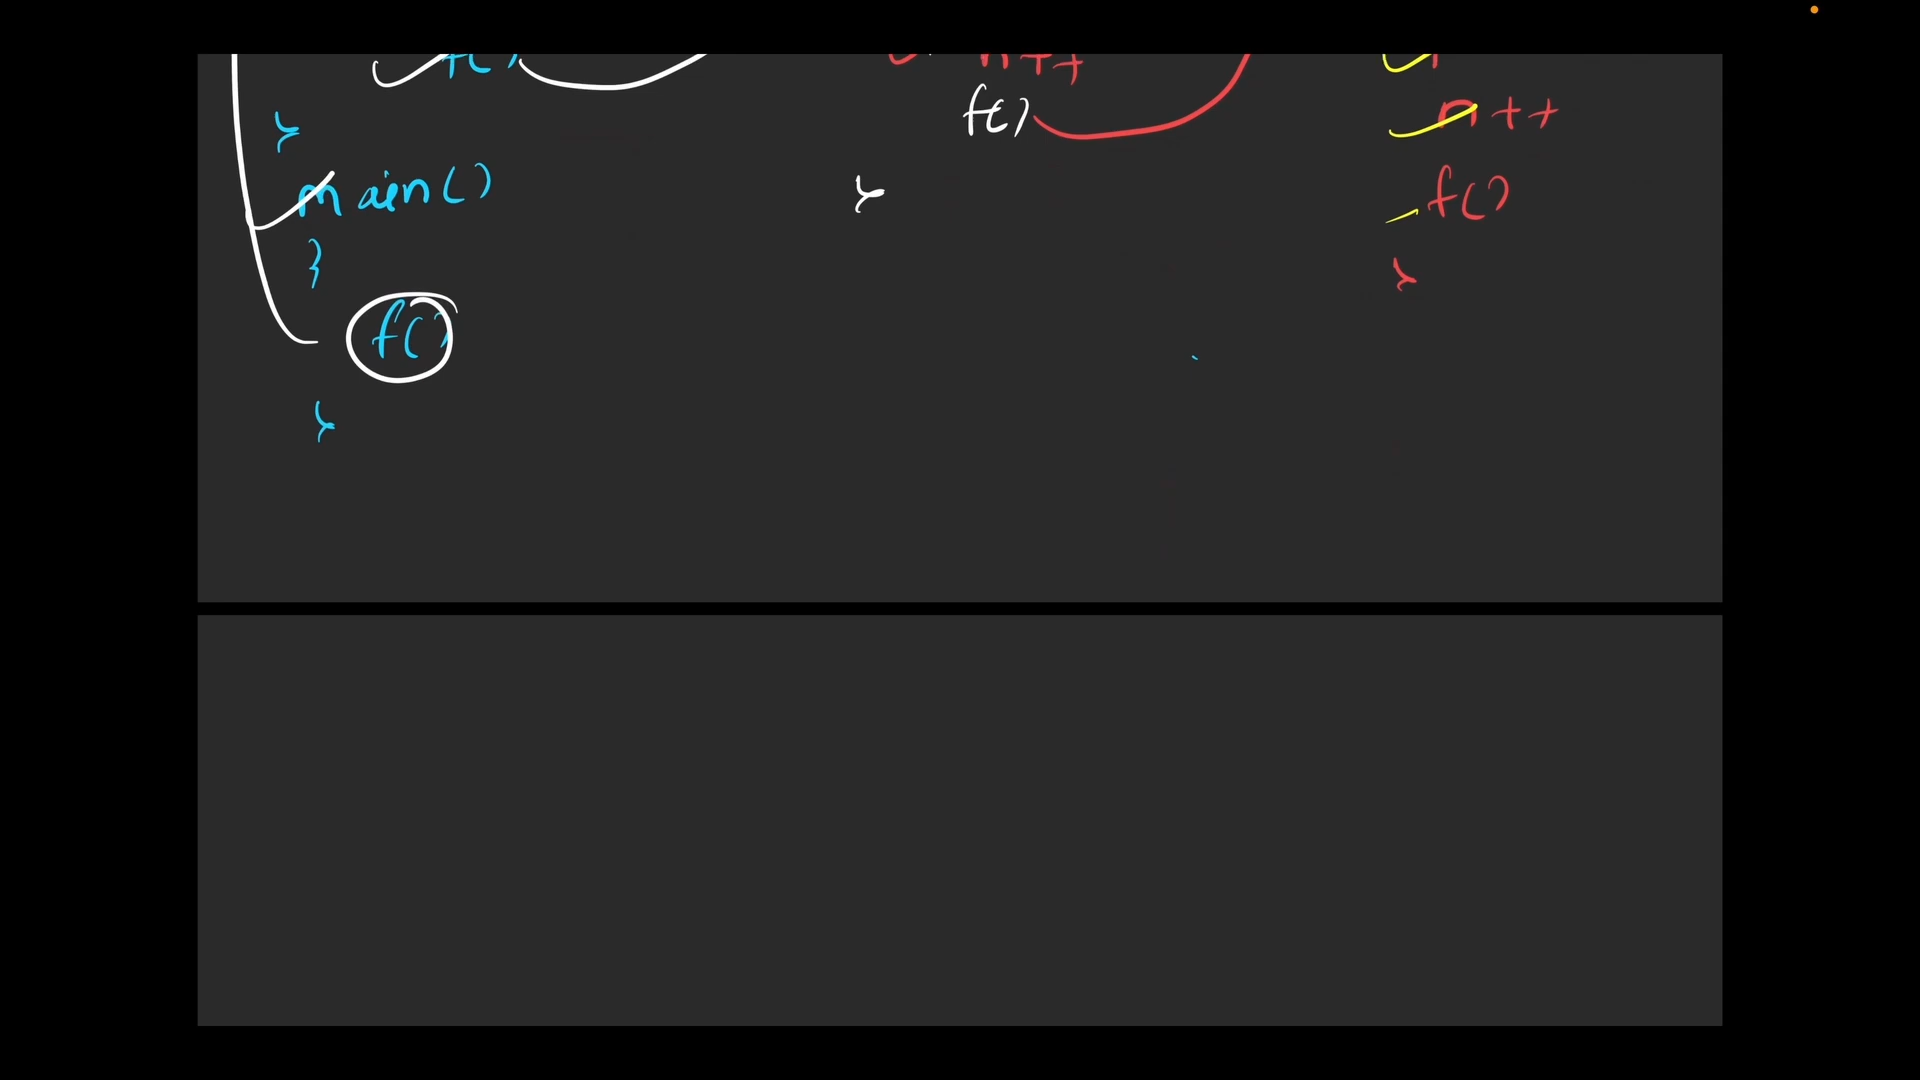 f()
}
main()
{
f()
}
n++
f()
}
n++
f()
}